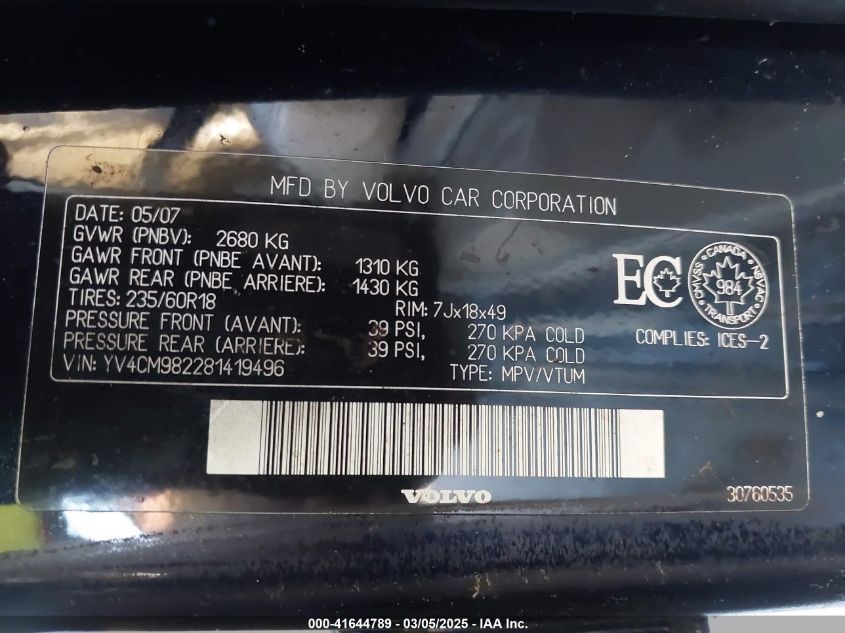 MFD BY VOLVO CAR CORPORATION
DATE: 05/07
GVWR (PNBV): 2680 KG
GAWR FRONT (PNBE AVANT): 1310 KG
GAWR REAR (PNBE ARRIERE): 1430 KG
TIRES: 235/60R18 RIM: 7Jx18x49
PRESSURE FRONT (AVANT): 39 PSI, 270 KPA COLD
PRESSURE REAR (ARRIERE): 39 PSI, 270 KPA COLD
VIN: YV4CM982281419496 TYPE: MPV/VTUM
EC
CANADA
CMVSS 984 NSVAC
TRANSPORT
COMPLIES: ICES-2
VOLVO
30760535
000-41644789 - 03/05/2025 - IAA Inc.